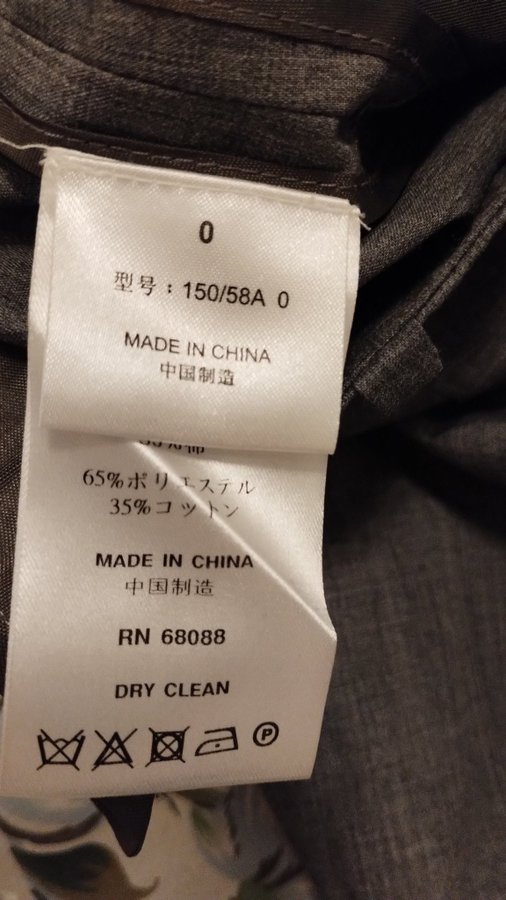 0
型号：150/58A 0
MADE IN CHINA
中国制造
65%ポリエステル
35%コットン
MADE IN CHINA
中国制造
RN 68088
DRY CLEAN
P